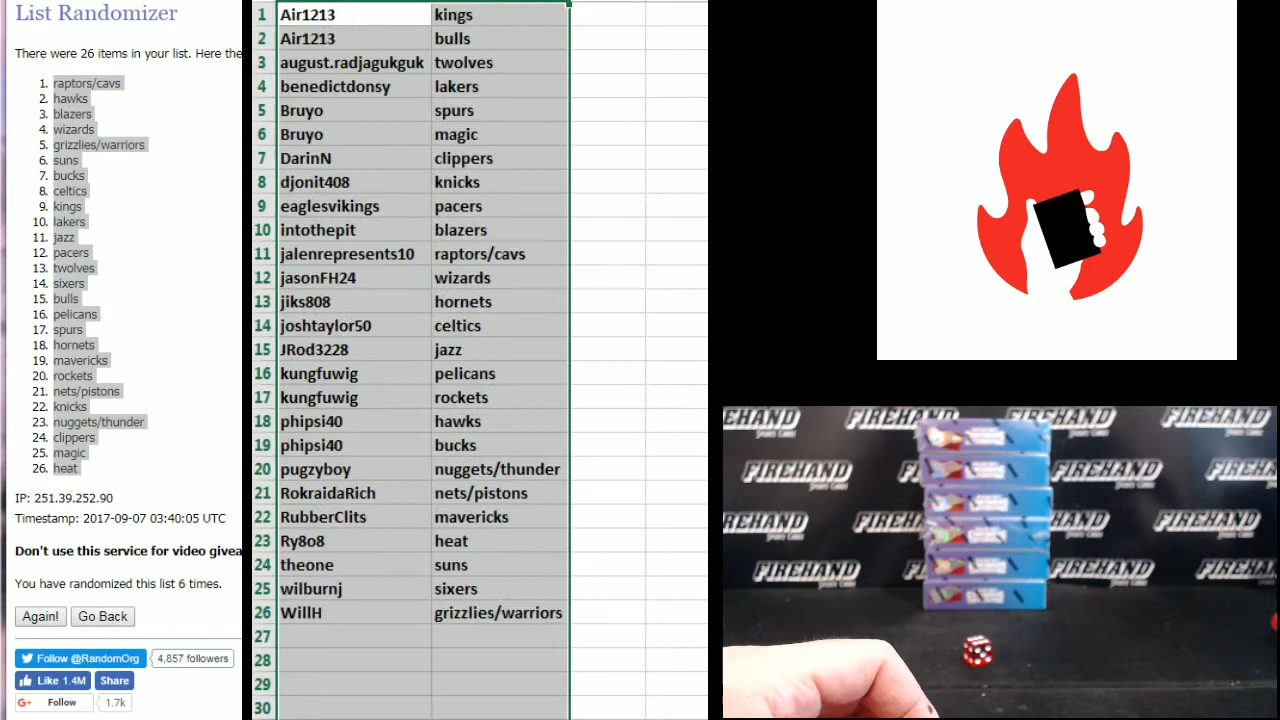 List Randomizer
There were 26 items in your list. Here the
1. raptors/cavs
2. hawks
3. blazers
4. wizards
5. grizzlies/warriors
6. suns
7. bucks
8. celtics
9. kings
10. lakers
11. jazz
12. pacers
13. twolves
14. sixers
15. bulls
16. pelicans
17. spurs
18. hornets
19. mavericks
20. rockets
21. nets/pistons
22. knicks
23. nuggets/thunder
24. clippers
25. magic
26. heat
IP: 251.39.252.90
Timestamp: 2017-09-07 03:40:05 UTC
Don't use this service for video givea
You have randomized this list 6 times.
Again! Go Back
Follow @RandomOrg 4,857 followers
Like 1.4M Share
G+ Follow 1.7k
1 Air1213 kings
2 Air1213 bulls
3 august.radjagukguk twolves
4 benedictdonsy lakers
5 Bruyo spurs
6 Bruyo magic
7 DarinN clippers
8 djonit408 knicks
9 eaglesvikings pacers
10 intothepit blazers
11 jalenrepresents10 raptors/cavs
12 jasonFH24 wizards
13 jiks808 hornets
14 joshtaylor50 celtics
15 JRod3228 jazz
16 kungfuwig pelicans
17 kungfuwig rockets
18 phipsi40 hawks
19 phipsi40 bucks
20 pugzyboy nuggets/thunder
21 RokraidaRich nets/pistons
22 RubberClits mavericks
23 Ry8o8 heat
24 theone suns
25 wilburnj sixers
26 WillH grizzlies/warriors
27
28
29
30
FIREHAND
FIREHAND
FIREHAND
FIREHAND
FIREHAND
FIREHAND
FIREHAND
FIREHAND